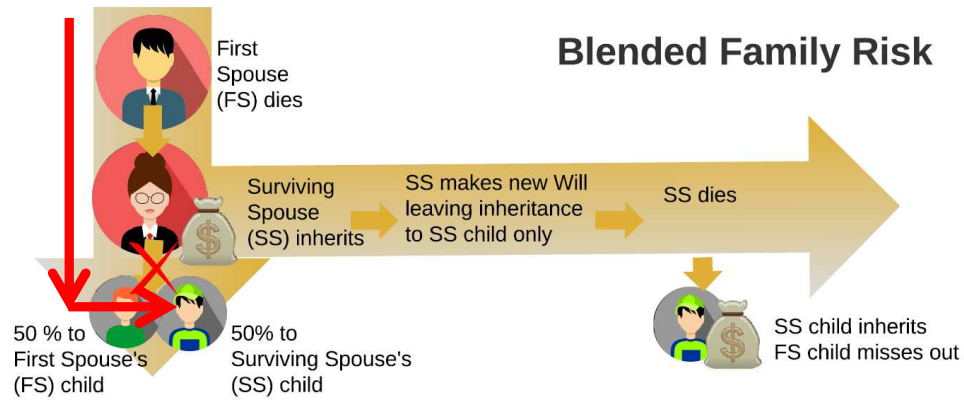 Blended Family Risk
First
Spouse
(FS) dies
Surviving
Spouse
(SS) inherits
SS makes new Will
leaving inheritance
to SS child only
SS dies
50 % to
First Spouse's
(FS) child
50% to
Surviving Spouse's
(SS) child
$
$
SS child inherits
FS child misses out